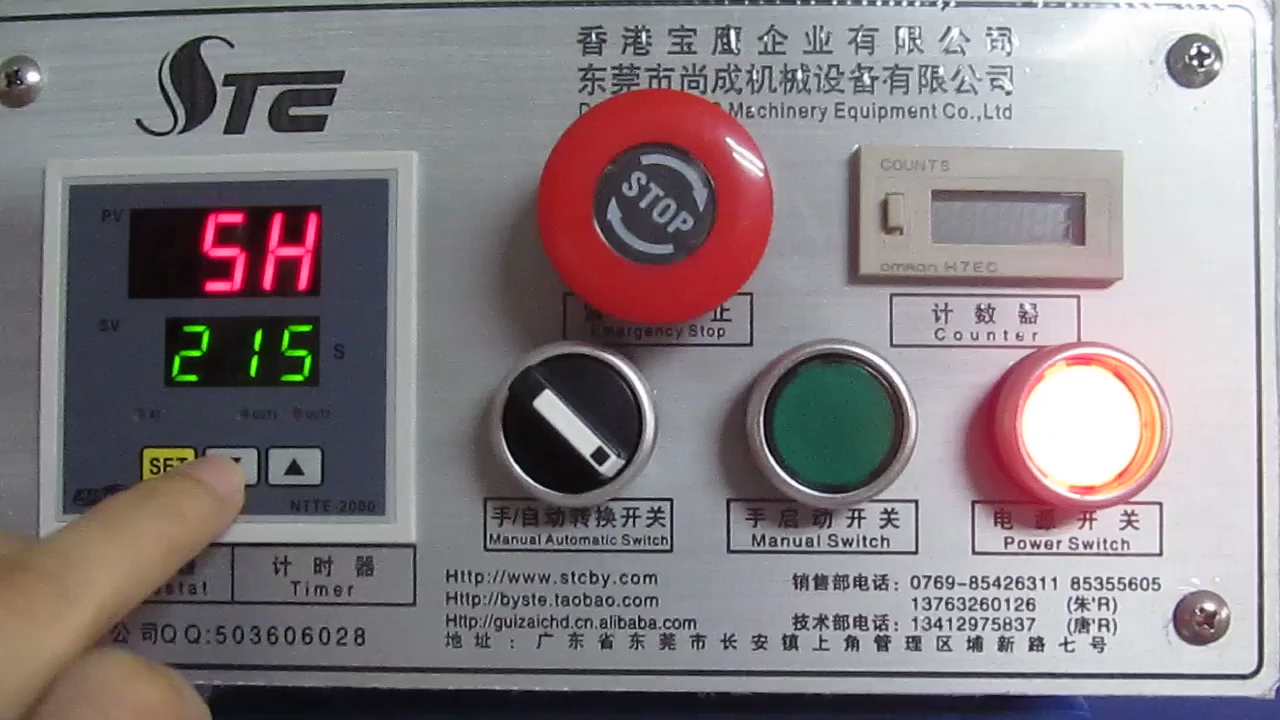 STE
香港宝鹰企业有限公司
东莞市尚成机械设备有限公司
Machinery Equipment Co.,Ltd
PV
SH
SV
215 S
SET
NTTE-2000
计时器
Timer
STOP
止
Emergency Stop
COUNTS
omron H7EC
计数器
Counter
手/自动转换开关
Manual Automatic Switch
手启动开关
Manual Switch
电源开关
Power Switch
Http://www.stcby.com
Http://byste.taobao.com
Http://guizaichd.cn.alibaba.com
销售部电话: 0769-85426311 85355605
13763260126 (朱'R)
技术部电话: 13412975837 (唐'R)
公司QQ:503606028
地址: 广东省东莞市长安镇上角管理区埔新路七号